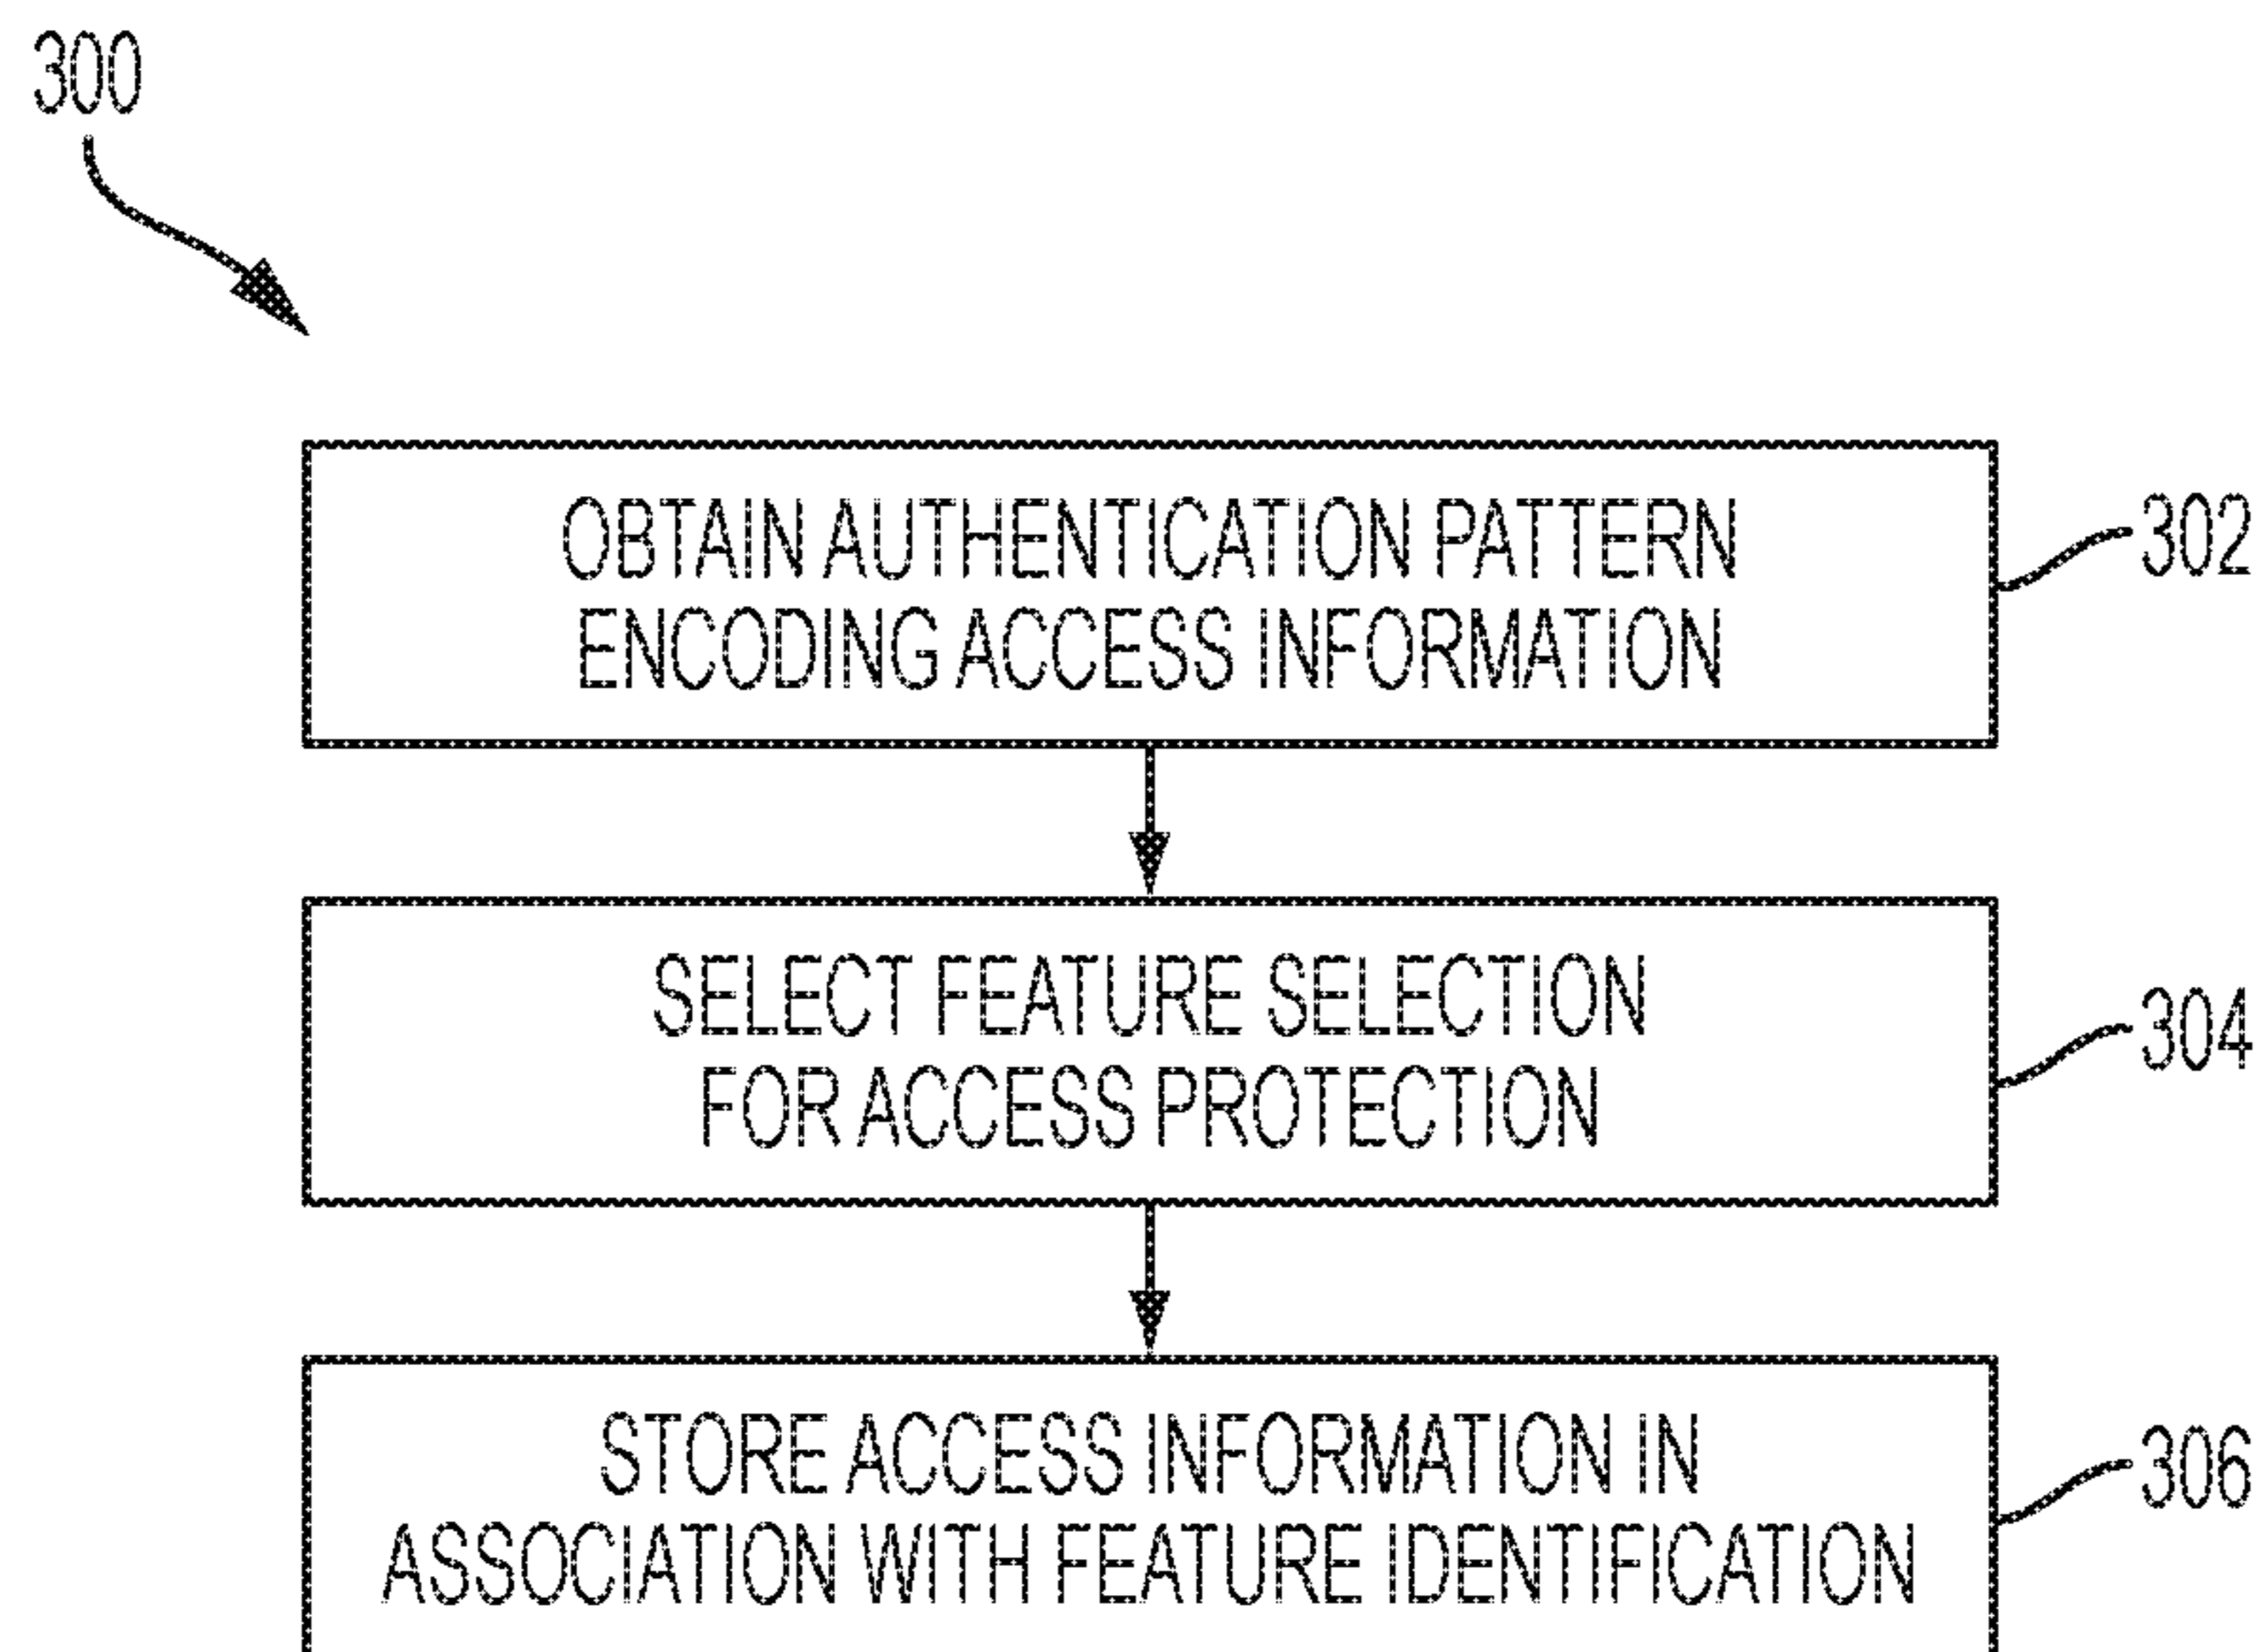 300
OBTAIN AUTHENTICATION PATTERN
ENCODING ACCESS INFORMATION
302
SELECT FEATURE SELECTION
FOR ACCESS PROTECTION
304
STORE ACCESS INFORMATION IN
ASSOCIATION WITH FEATURE IDENTIFICATION
306